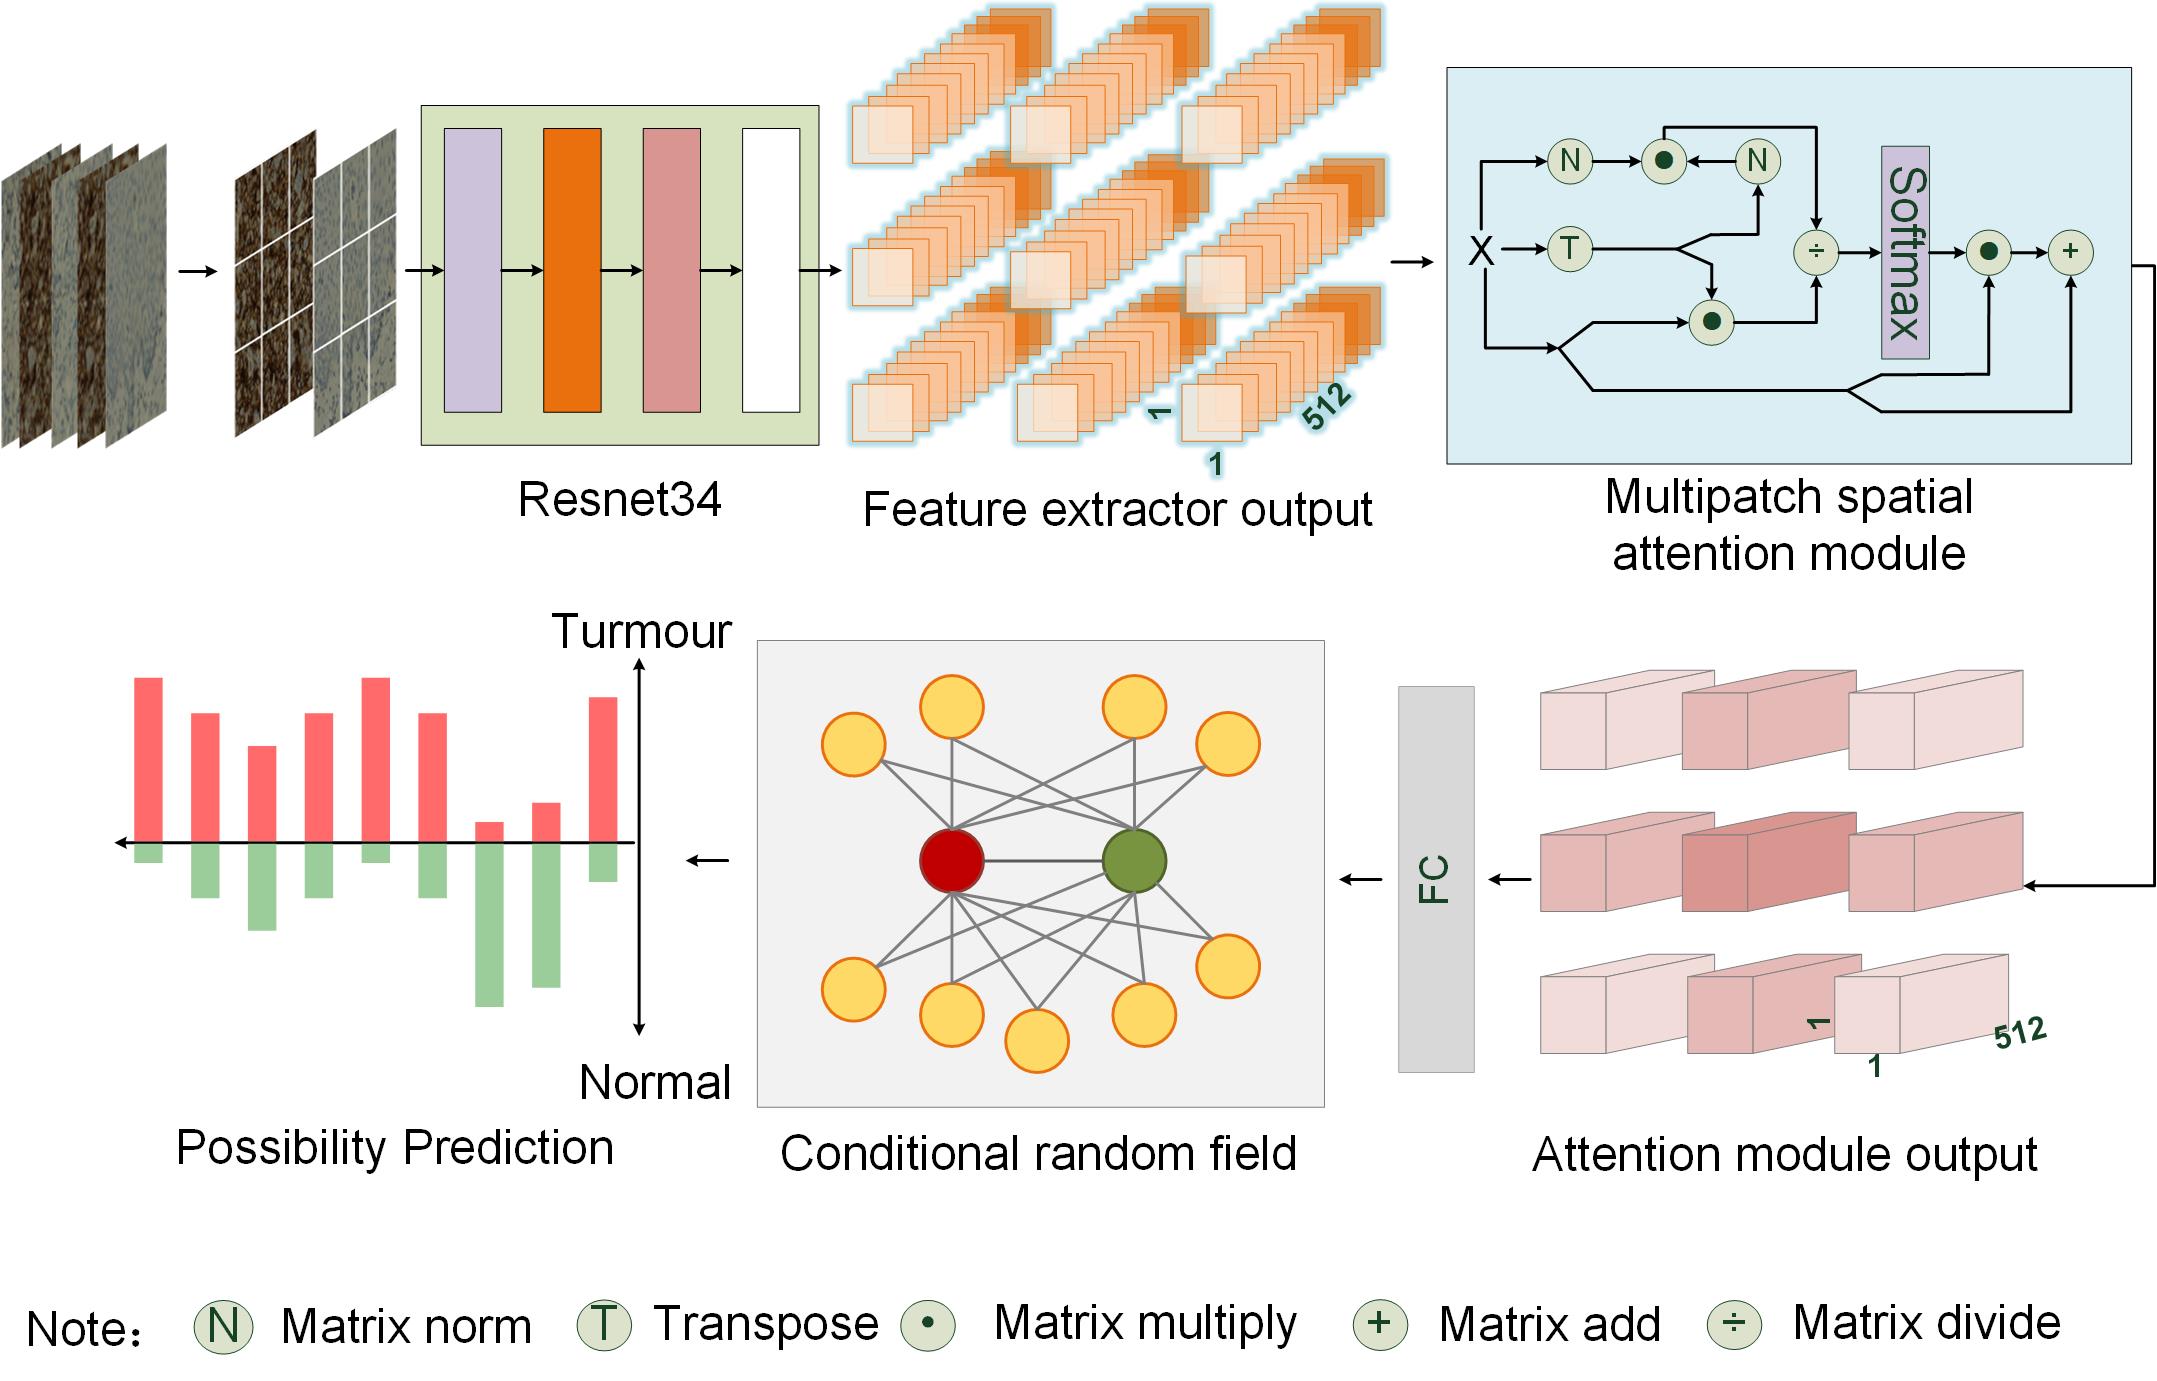 N
N
X
T
÷
Softmax
+
1
512
1
Resnet34
Feature extractor output
Multipatch spatial
attention module
Turmour
FC
Normal
1
512
1
Possibility Prediction
Conditional random field
Attention module output
Note: N Matrix norm T Transpose • Matrix multiply + Matrix add ÷ Matrix divide